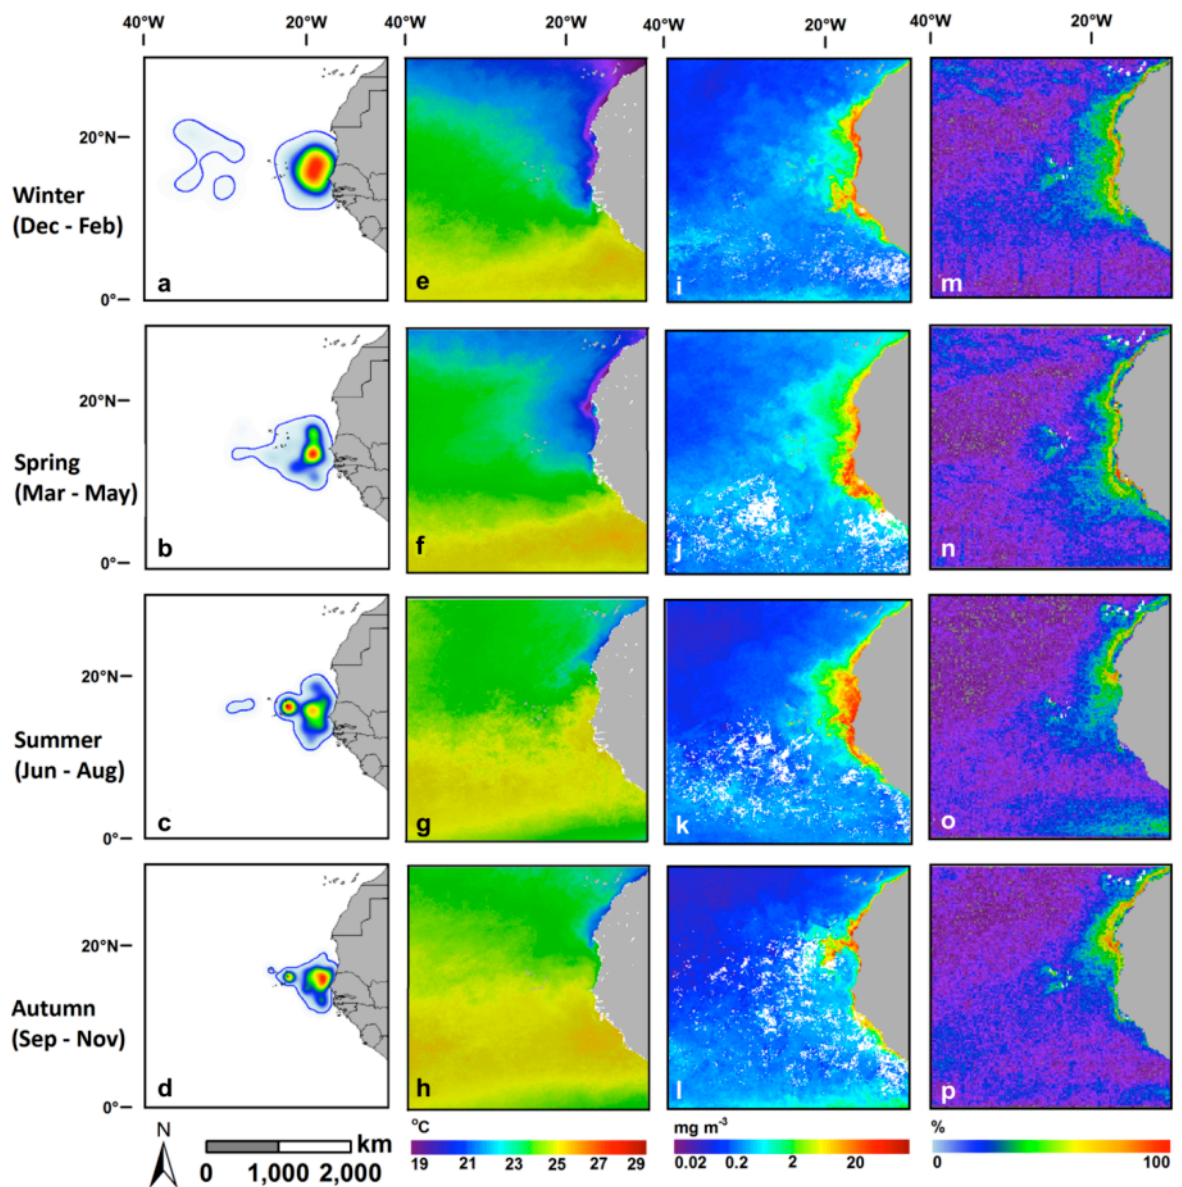 40°W 20°W 40°W 20°W 20°W 40°W 20°W
20°N
Winter
(Dec - Feb)
0°
a e i m
20°N
Spring
(Mar - May)
0°
b f j n
20°N
Summer
(Jun - Aug)
0°
c g k o
20°N
Autumn
(Sep - Nov)
0°
d h l p
N
km
0 1,000 2,000
°C
19 21 23 25 27 29
mg m⁻³
0.02 0.2 2 20
%
0 100